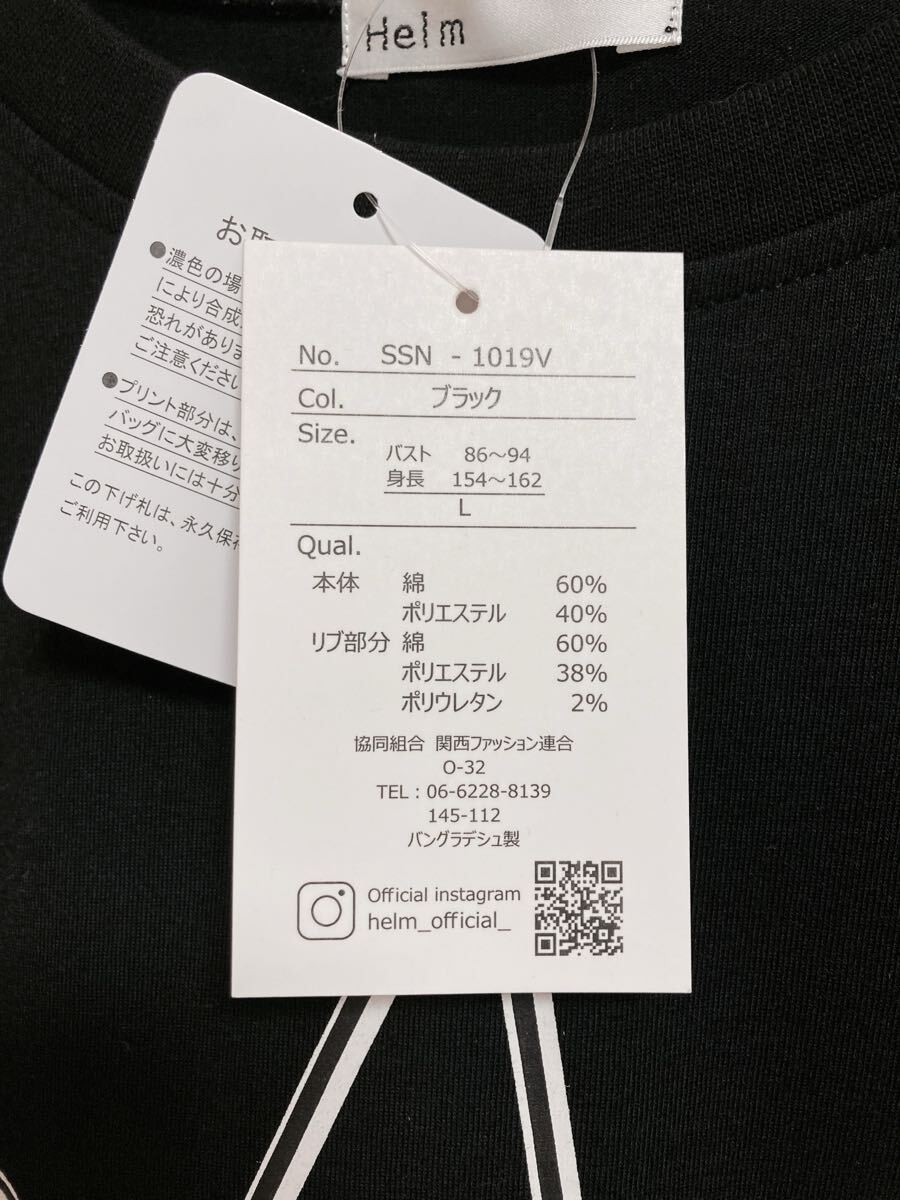 Helm
お取
●濃色の場
により合成
恐れがありま
ご注意ください
●プリント部分は、
バッグに大変移り
お取扱いには十分
この下げ札は、永久保存
ご利用下さい。
No. SSN - 1019V
Col. ブラック
Size.
バスト 86～94
身長 154～162
L
Qual.
本体 綿 60%
ポリエステル 40%
リブ部分 綿 60%
ポリエステル 38%
ポリウレタン 2%
協同組合 関西ファッション連合
O-32
TEL：06-6228-8139
145-112
バングラデシュ製
Official instagram
helm_official_